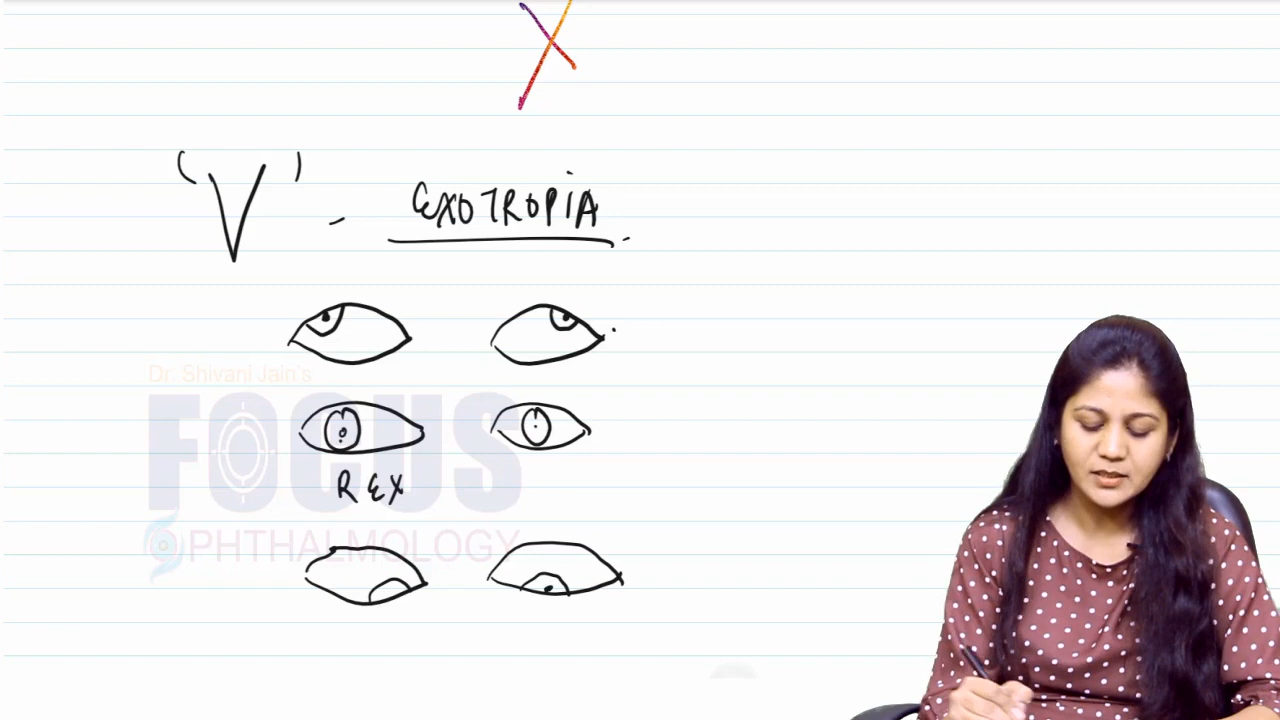 X
'V' - EXOTROPIA
Dr. Shivani Jain's
FOCUS
REX
OPHTHALMOLOGY